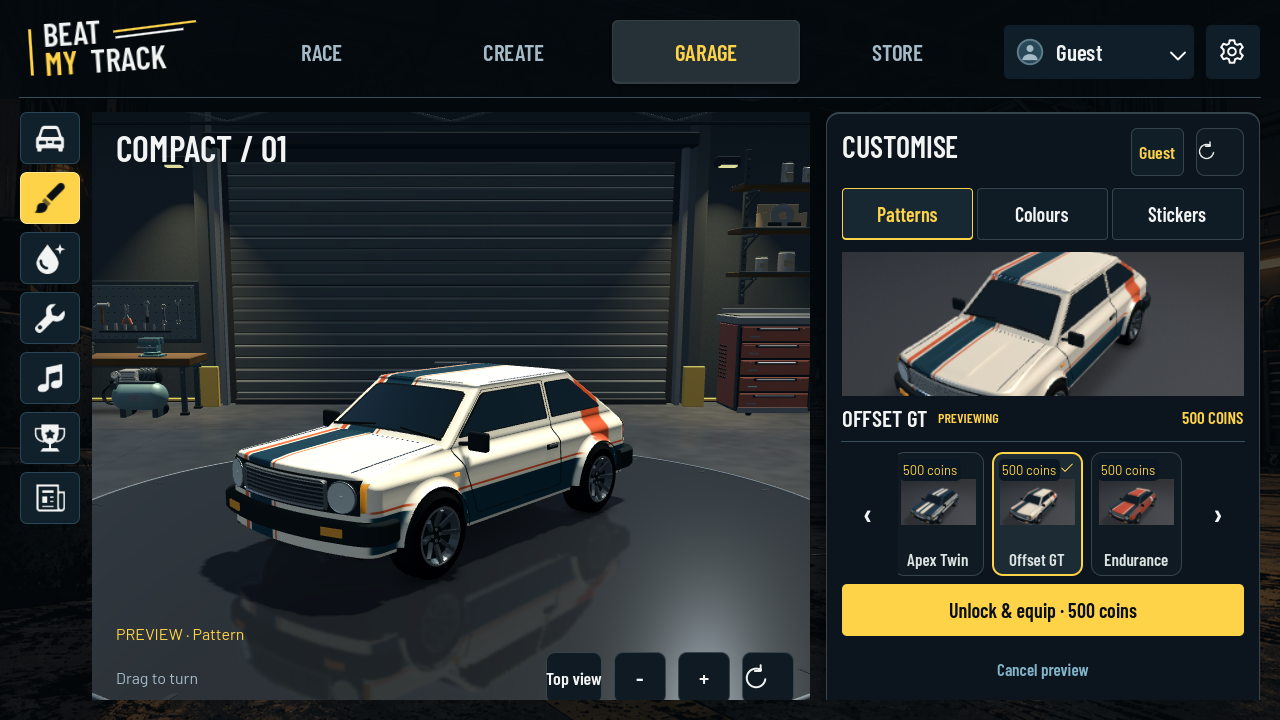 BEAT
MY TRACK
RACE
CREATE
GARAGE
STORE
Guest
COMPACT / 01
CUSTOMISE
Guest
Patterns
Colours
Stickers
OFFSET GT
PREVIEWING
500 COINS
500 coins
500 coins
500 coins
Apex Twin
Offset GT
Endurance
Unlock & equip · 500 coins
Cancel preview
PREVIEW · Pattern
Drag to turn
Top view
-
+